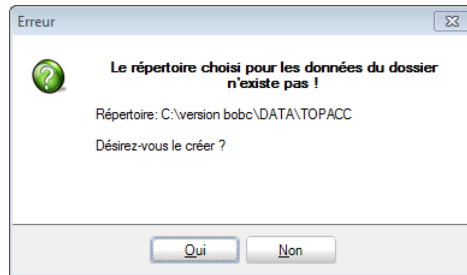 Erreur
Le répertoire choisi pour les données du dossier
n'existe pas !
Répertoire: C:\version bobc\DATA\TOPACC
Désirez-vous le créer ?
Oui
Non